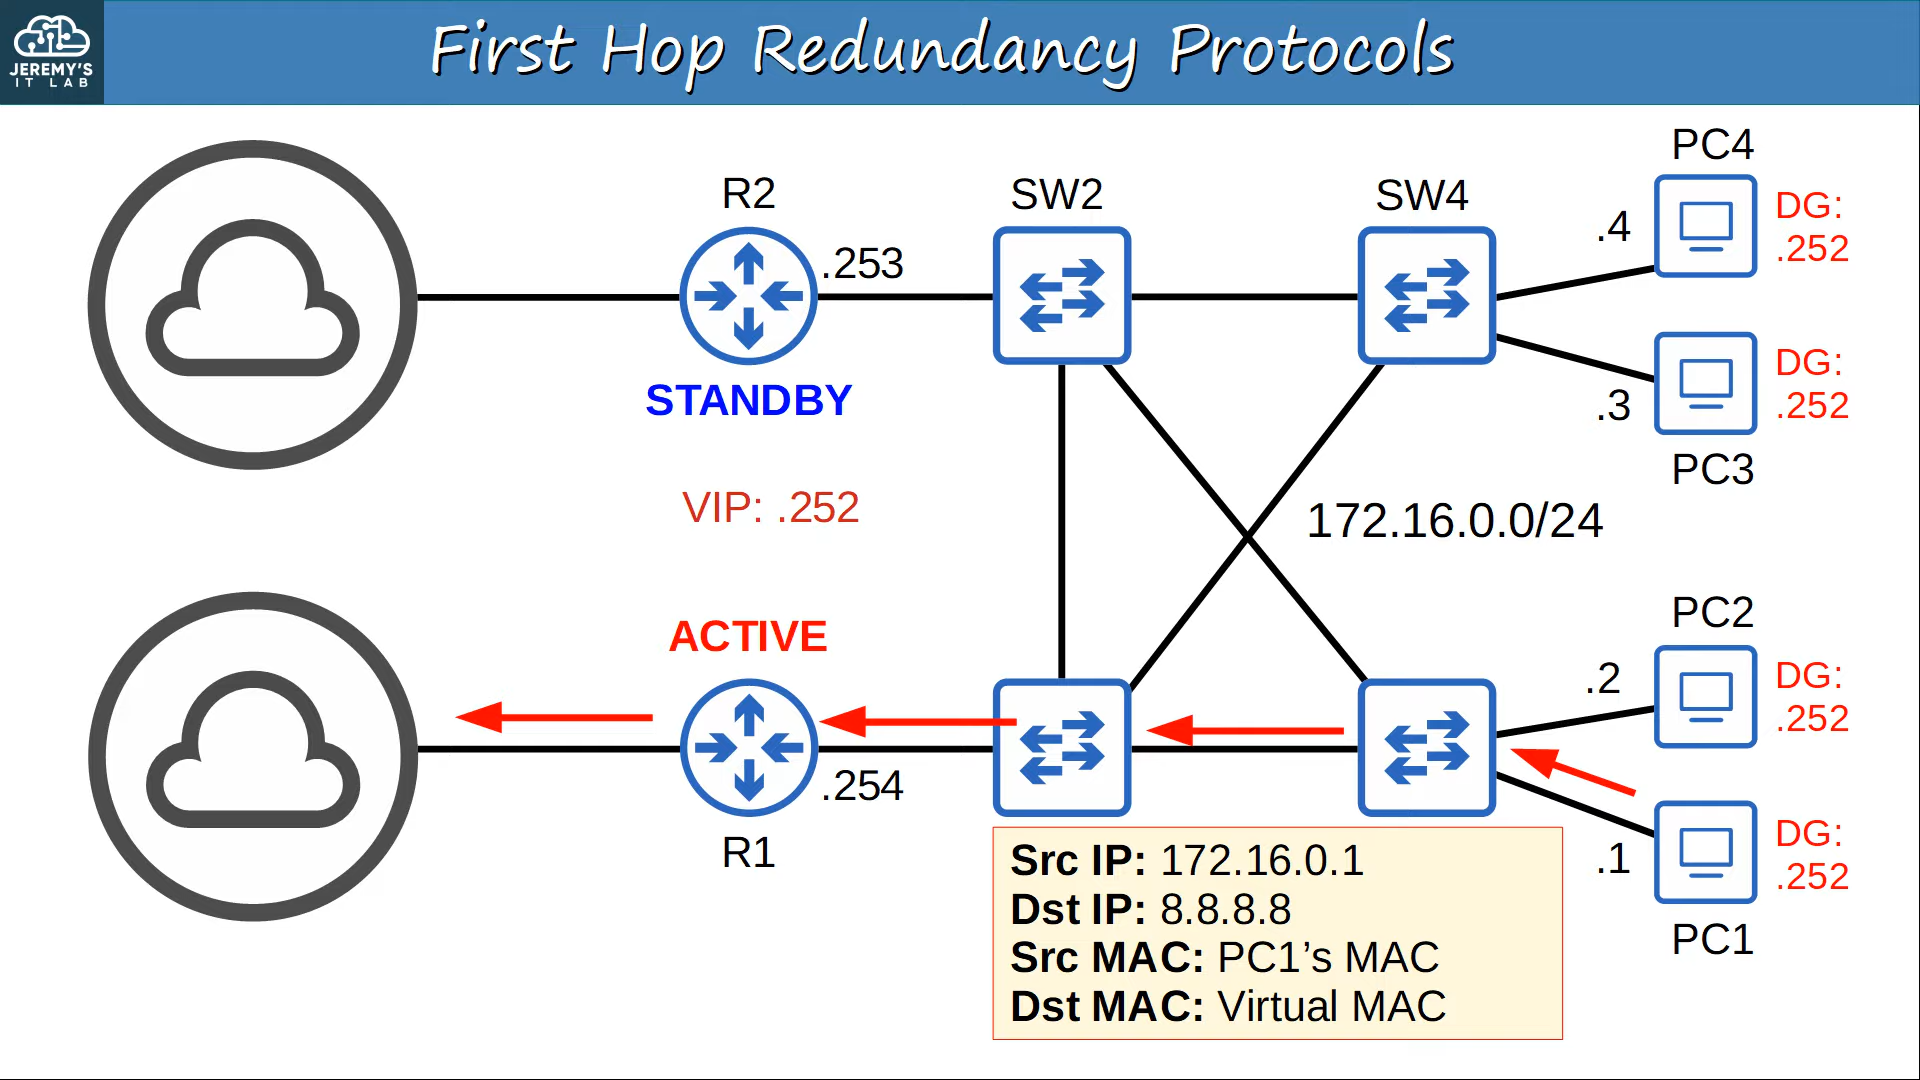 JEREMY'S
IT LAB
First Hop Redundancy Protocols
PC4
R2
SW2
SW4
DG:
.252
.4
.253
DG:
.252
STANDBY
.3
PC3
VIP: .252
172.16.0.0/24
PC2
ACTIVE
.2
DG:
.252
.254
R1
DG:
.252
.1
PC1
Src IP: 172.16.0.1
Dst IP: 8.8.8.8
Src MAC: PC1’s MAC
Dst MAC: Virtual MAC